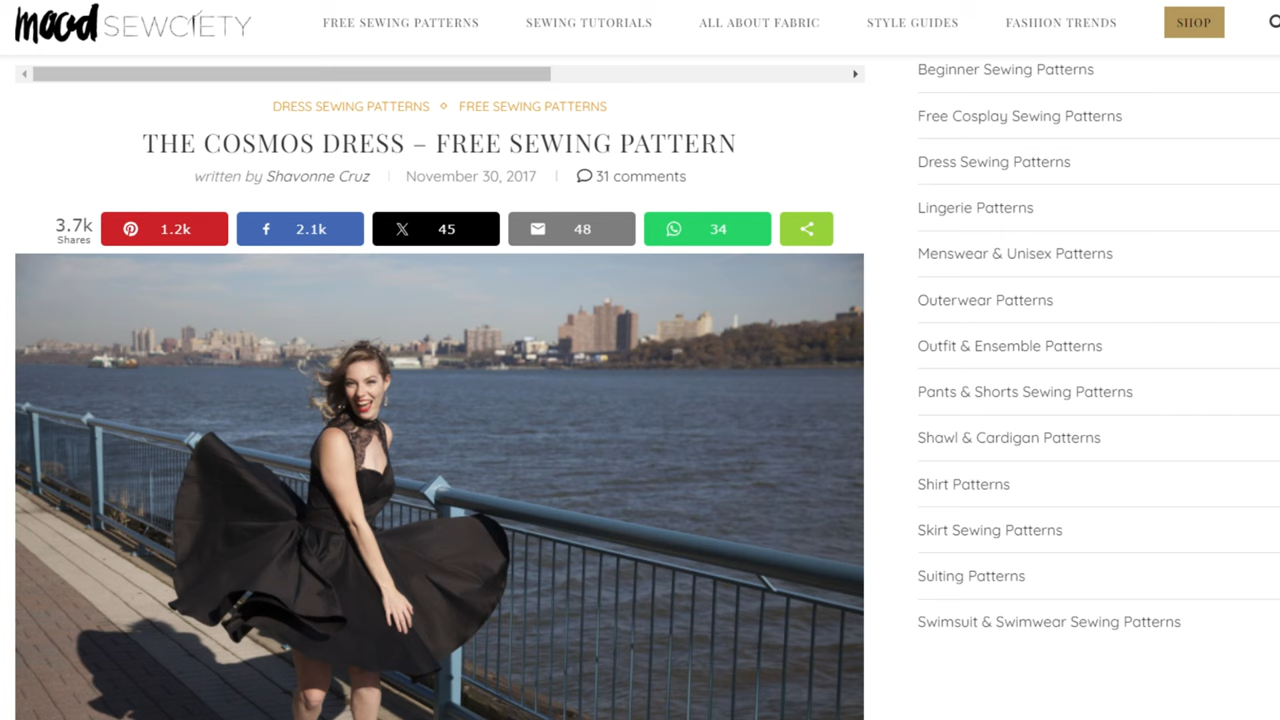 mood SEWCIETY
FREE SEWING PATTERNS
SEWING TUTORIALS
ALL ABOUT FABRIC
STYLE GUIDES
FASHION TRENDS
SHOP
DRESS SEWING PATTERNS ◇ FREE SEWING PATTERNS
THE COSMOS DRESS – FREE SEWING PATTERN
written by Shavonne Cruz
November 30, 2017
31 comments
3.7k
Shares
1.2k
2.1k
45
48
34
Beginner Sewing Patterns
Free Cosplay Sewing Patterns
Dress Sewing Patterns
Lingerie Patterns
Menswear & Unisex Patterns
Outerwear Patterns
Outfit & Ensemble Patterns
Pants & Shorts Sewing Patterns
Shawl & Cardigan Patterns
Shirt Patterns
Skirt Sewing Patterns
Suiting Patterns
Swimsuit & Swimwear Sewing Patterns